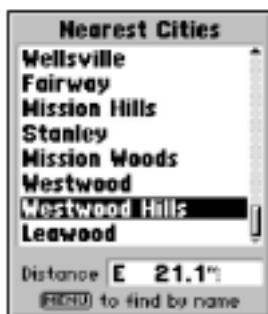 Nearest Cities
Wellsville
Fairway
Mission Hills
Stanley
Mission Woods
Westwood
Westwood Hills
Leawood
Distance E 21.1mi
MENU to find by name